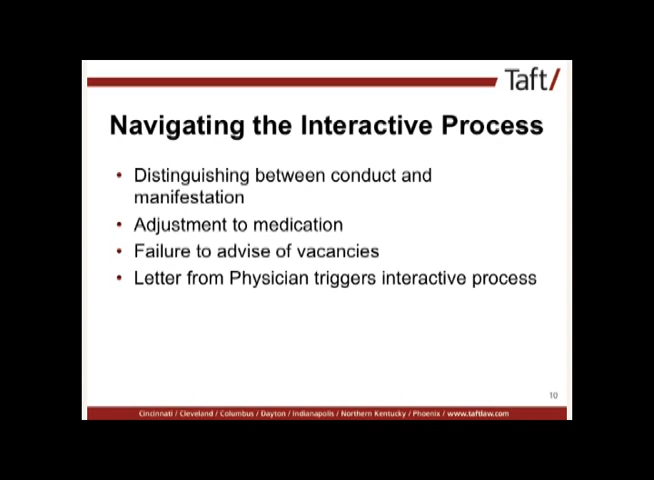 Taft/
Navigating the Interactive Process
• Distinguishing between conduct and
manifestation
• Adjustment to medication
• Failure to advise of vacancies
• Letter from Physician triggers interactive process
10
Cincinnati / Cleveland / Columbus / Dayton / Indianapolis / Northern Kentucky / Phoenix / www.taftlaw.com